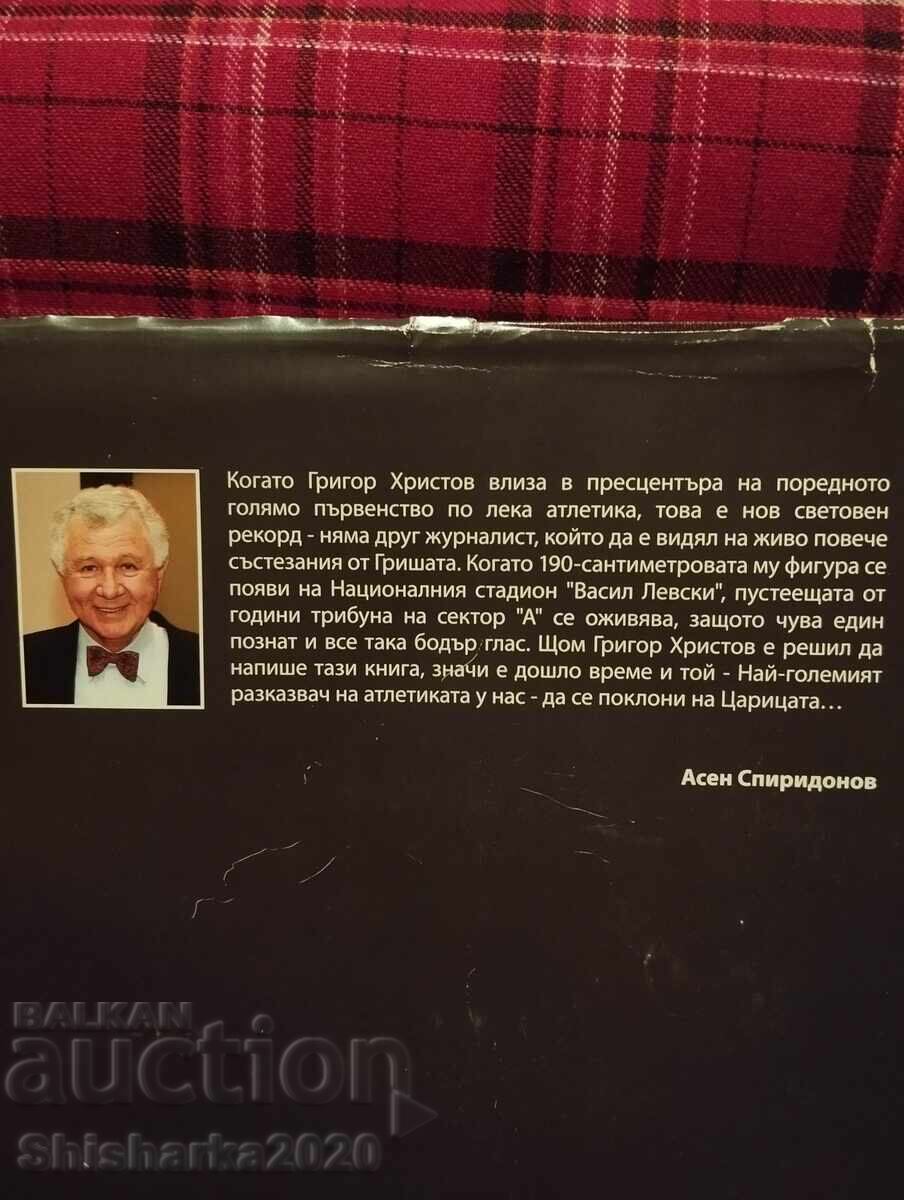 Когато Григор Христов влиза в пресцентъра на поредното
голямо първенство по лека атлетика, това е нов световен
рекорд - няма друг журналист, който да е видял на живо повече
състезания от Гришата. Когато 190-сантиметровата му фигура се
появи на Националния стадион "Васил Левски", пустеещата от
години трибуна на сектор "А" се оживява, защото чува един
познат и все така бодър глас. Щом Григор Христов е решил да
напише тази книга, значи е дошло време и той - Най-големият
разказвач на атлетиката у нас - да се поклони на Царицата...
Асен Спиридонов
BALKAN
auction
Shisharka2020